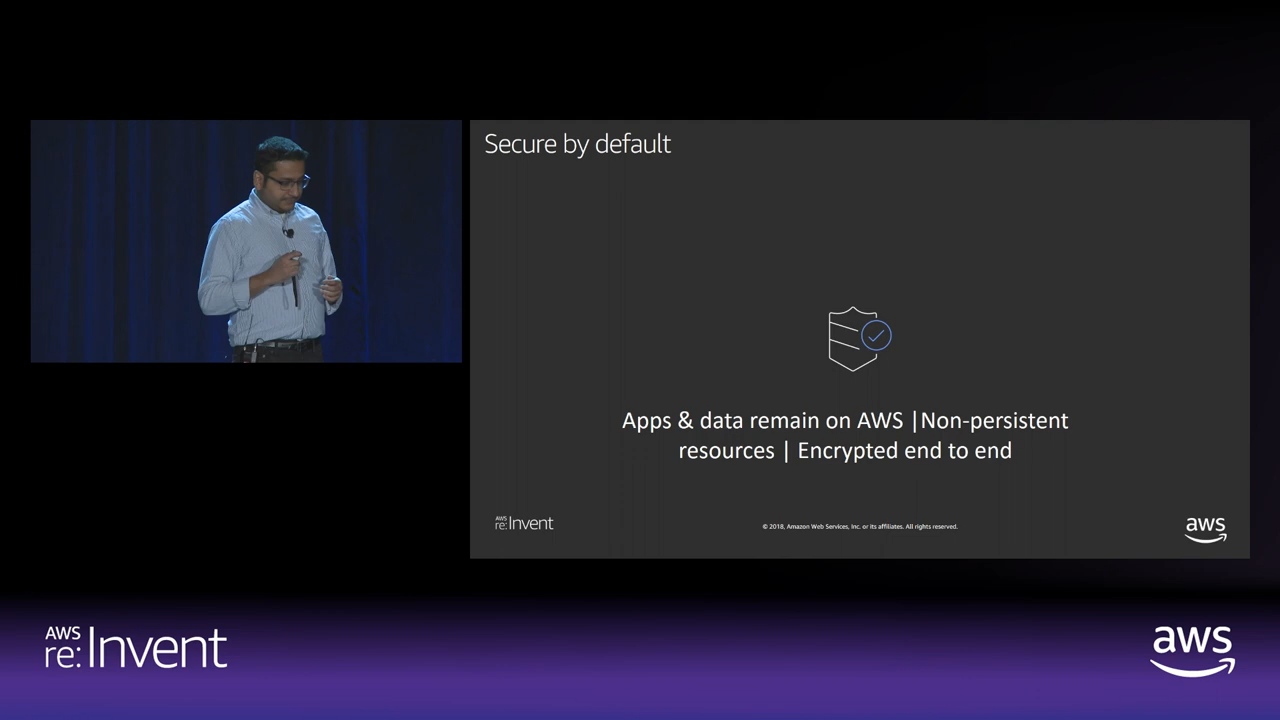 Secure by default
Apps & data remain on AWS |Non-persistent
resources | Encrypted end to end
AWS
re:Invent
© 2018, Amazon Web Services, Inc. or its affiliates. All rights reserved.
aws
AWS
re:Invent
aws